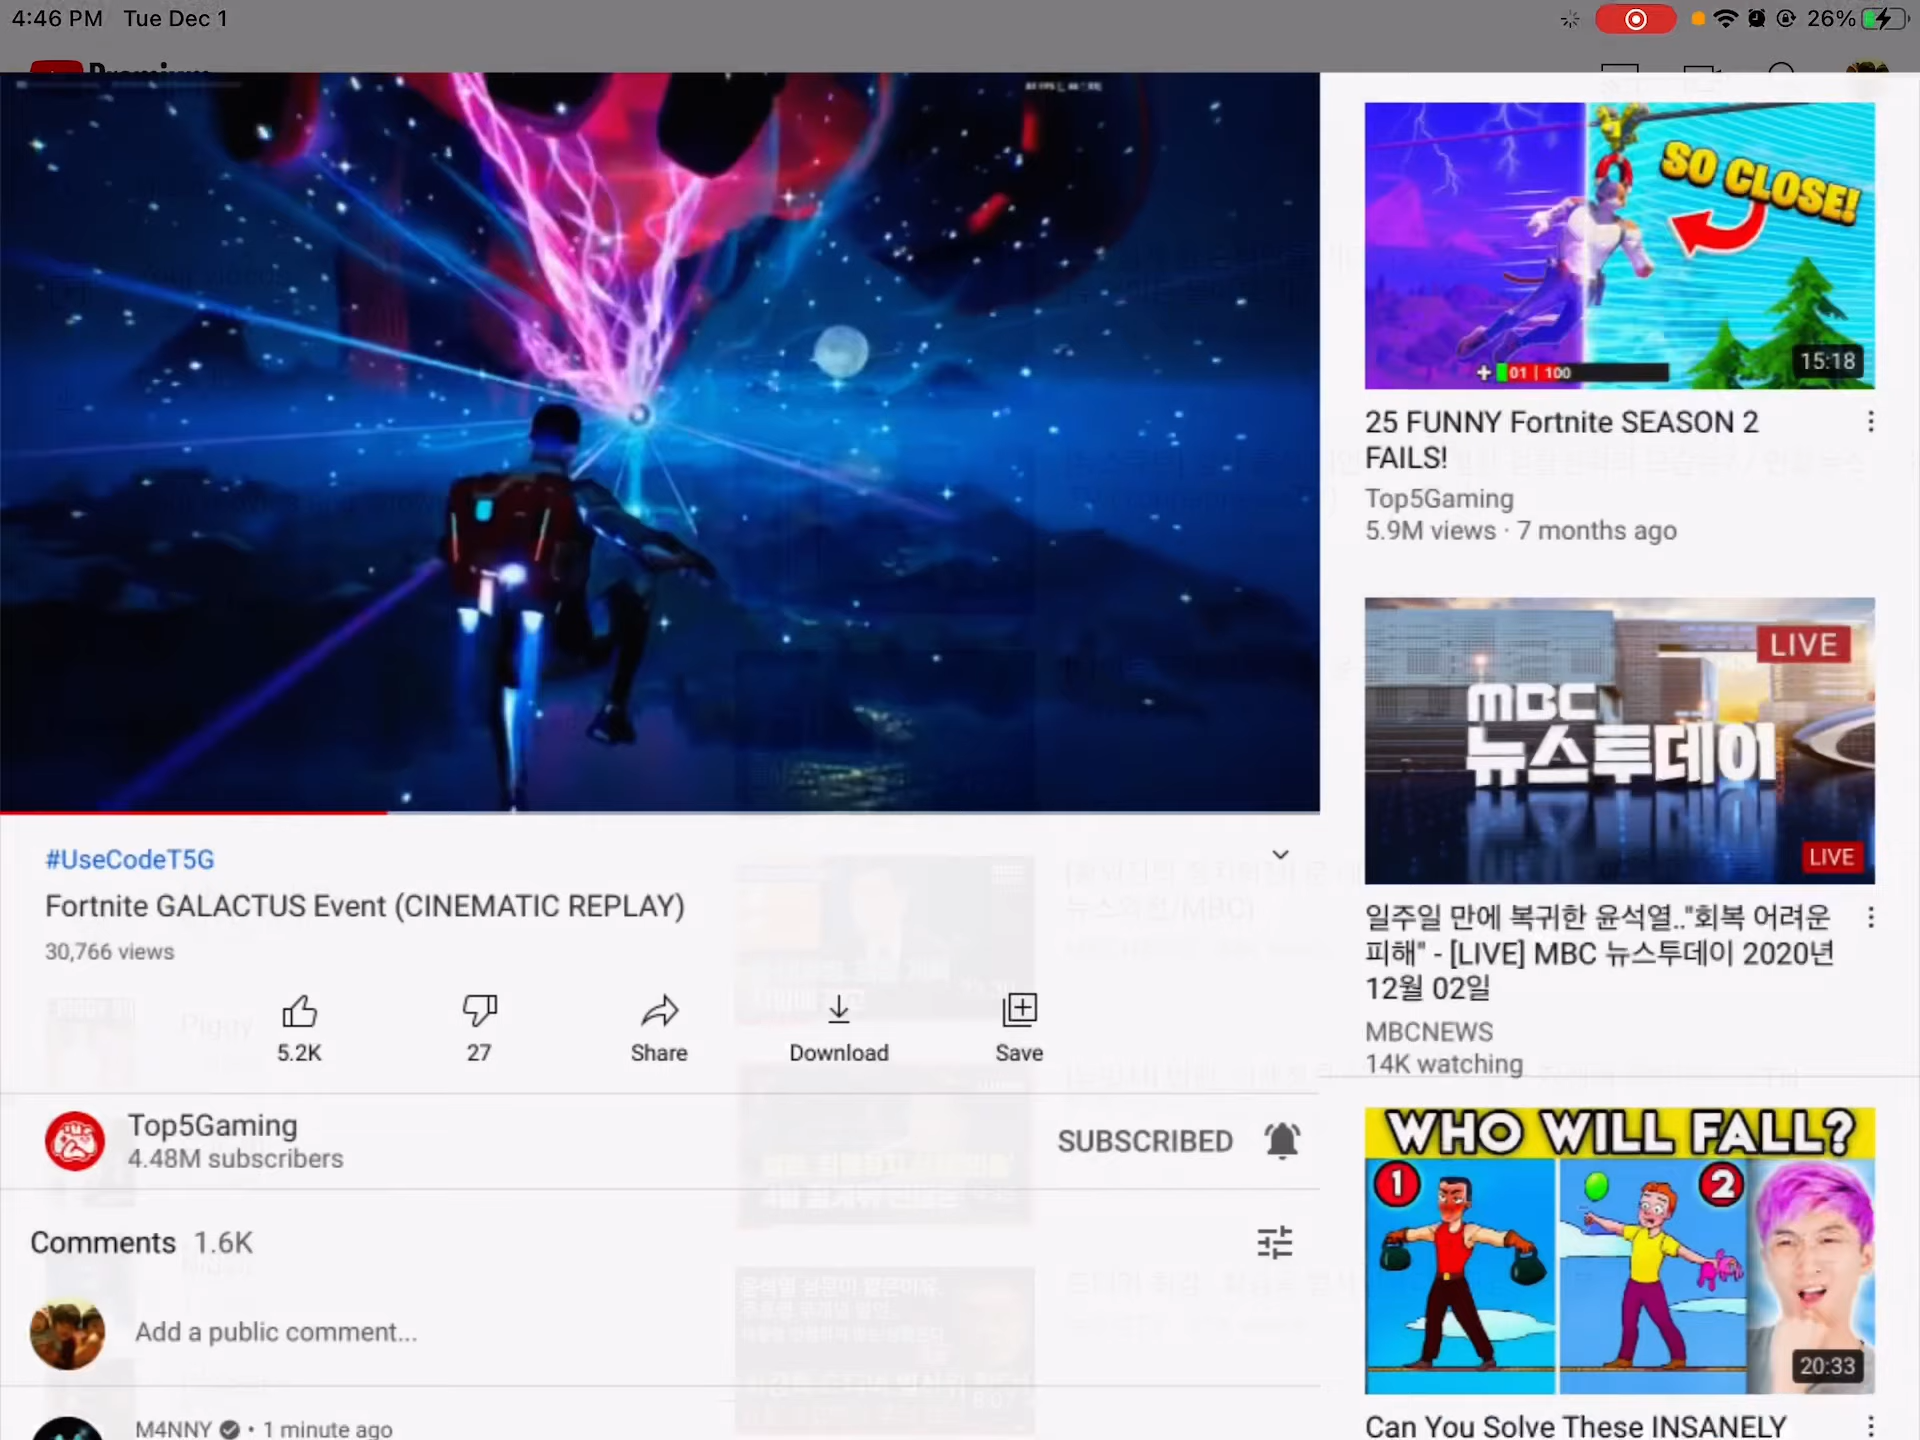 4:46 PM Tue Dec 1
26%
Premium
SO CLOSE!
01 | 100
15:18
25 FUNNY Fortnite SEASON 2
FAILS!
Top5Gaming
5.9M views · 7 months ago
LIVE
MBC
뉴스투데이
LIVE
일주일 만에 복귀한 윤석열.."회복 어려운
피해" - [LIVE] MBC 뉴스투데이 2020년
12월 02일
MBCNEWS
14K watching
WHO WILL FALL?
1
2
20:33
Can You Solve These INSANELY
#UseCodeT5G
Fortnite GALACTUS Event (CINEMATIC REPLAY)
30,766 views
5.2K
27
Share
Download
Save
Top5Gaming
4.48M subscribers
SUBSCRIBED
Comments 1.6K
Add a public comment...
M4NNY • 1 minute ago
Piggy